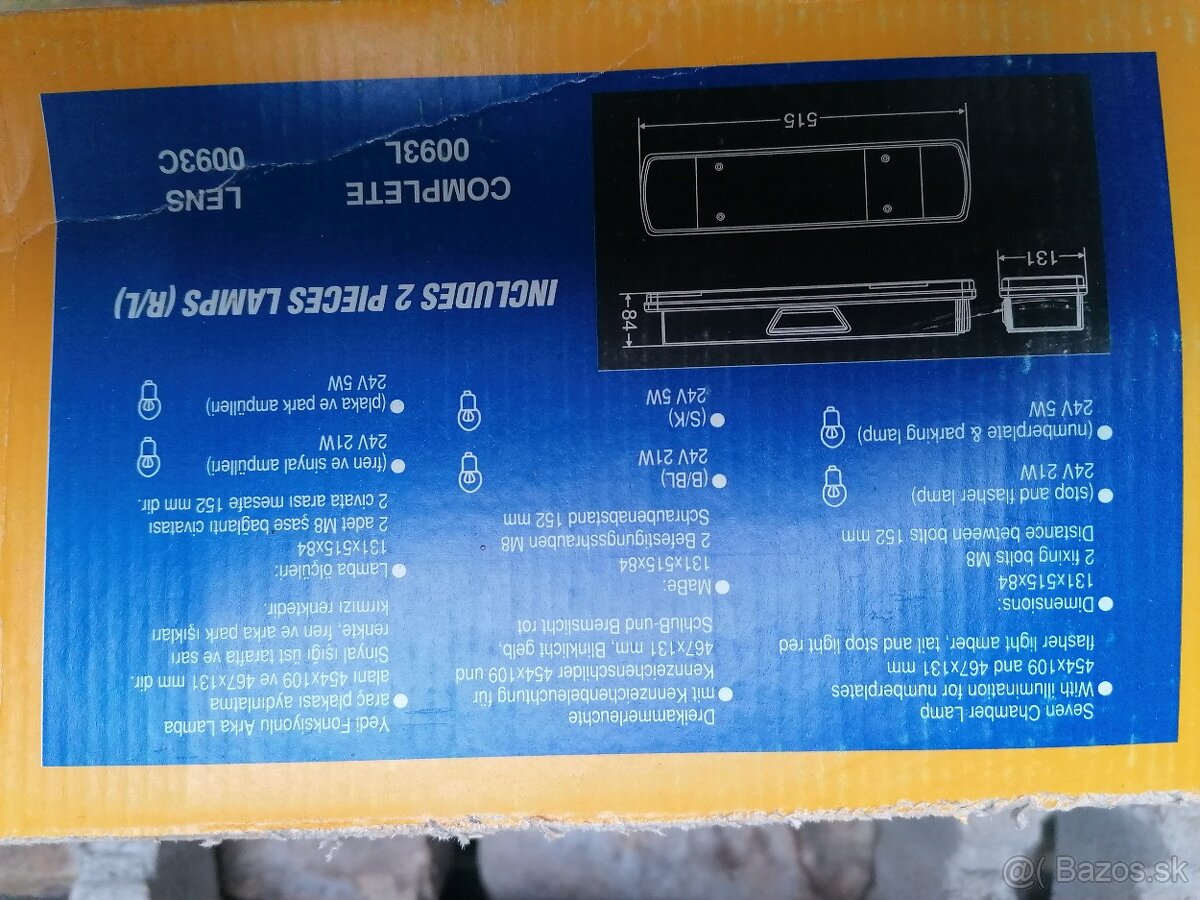 Seven Chamber Lamp
With illumination for numberplates
454x109 and 467x131 mm
flasher light amber, tail and stop light red
Dimensions:
131x515x84
2 fixing bolts M8
Distance between bolts 152 mm
(stop and flasher lamp)
24V 21W
(numberplate & parking lamp)
24V 5W
Dreikammerleuchte
mit Kennzeichenbeleuchtung für
Kennzeichenschilder 454x109 und
467x131 mm, Blinklicht gelb,
Schluß-und Bremslicht rot
Maße:
131x515x84
2 Befestigungsshrauben M8
Schraubenabstand 152 mm
(B/BL)
24V 21W
(S/K)
24V 5W
Yedi Fonksiyonlu Arka Lamba
araç plakası aydınlatma
alanı 454x109 ve 467x131 mm dir.
Sinyal ışığı üst tarafta ve sarı
renkte, fren ve arka park ışıkları
kırmızı renktedir.
Lamba ölçüleri:
131x515x84
2 adet M8 şase bağlantı civatası
2 civata arası mesafe 152 mm dir.
(fren ve sinyal ampülleri)
24V 21W
(plaka ve park ampülleri)
24V 5W
84
131
515
INCLUDES 2 PIECES LAMPS (R/L)
COMPLETE
0093L
LENS
0093C
@( Bazos.sk